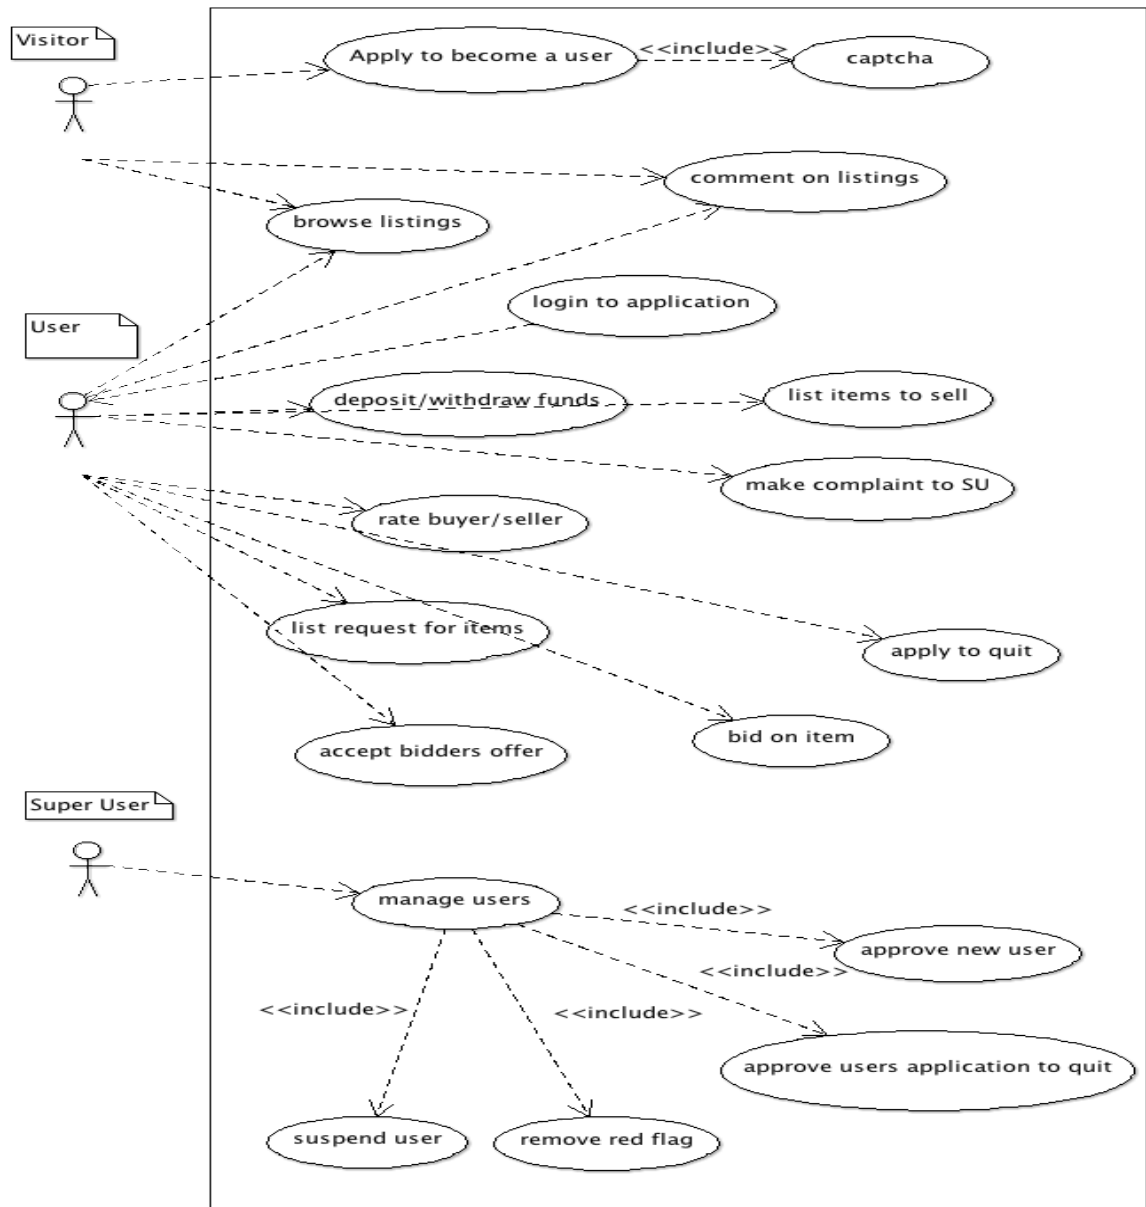 Visitor
Apply to become a user
<<include>>
captcha
comment on listings
browse listings
login to application
User
deposit/withdraw funds
list items to sell
make complaint to SU
rate buyer/seller
list request for items
apply to quit
bid on item
accept bidders offer
Super User
manage users
<<include>>
approve new user
<<include>>
<<include>>
<<include>>
approve users application to quit
suspend user
remove red flag